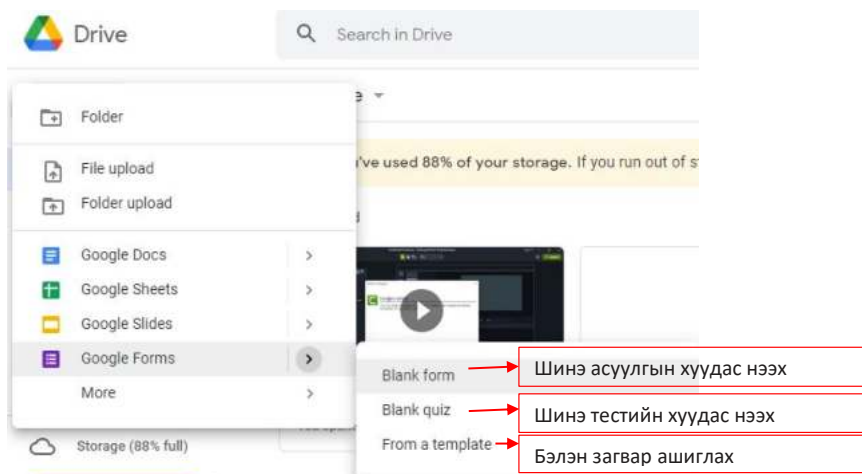 Drive
Search in Drive
Folder
've used 88% of your storage. If you run out of s
File upload
Folder upload
Google Docs
Google Sheets
Google Slides
Google Forms
More
Storage (88% full)
Blank form
Шинэ асуулгын хуудас нээх
Blank quiz
Шинэ тестийн хуудас нээх
From a template
Бэлэн загвар ашиглах